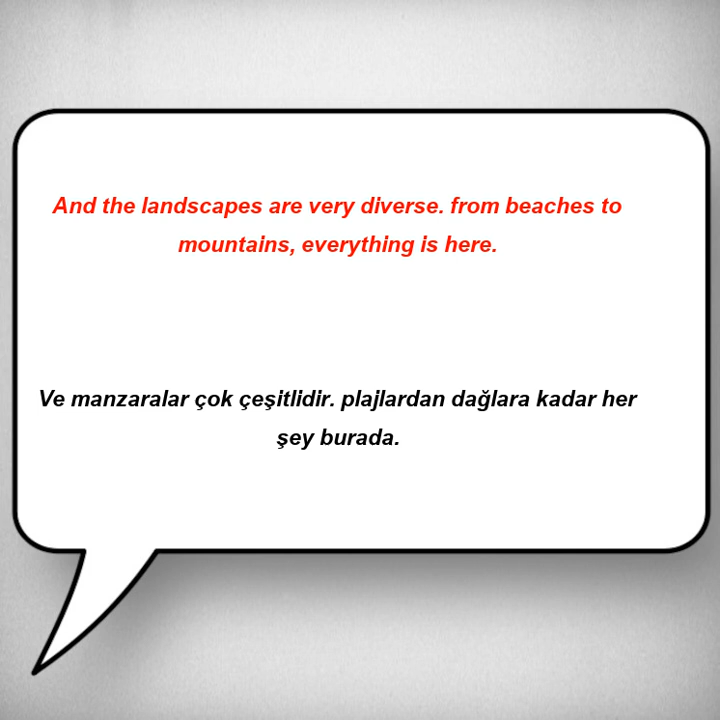 And the landscapes are very diverse. from beaches to
mountains, everything is here.
Ve manzaralar çok çeşitlidir. plajlardan dağlara kadar her
şey burada.